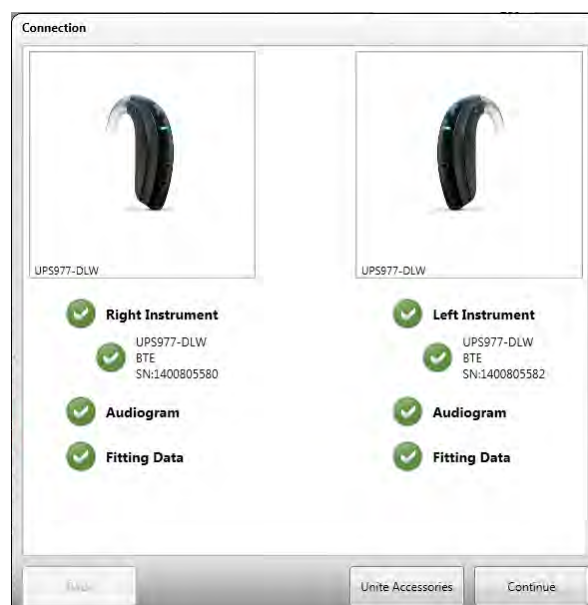 Connection
UPS977-DLW
Right Instrument
UPS977-DLW
BTE
SN:1400805580
Audiogram
Fitting Data
UPS977-DLW
Left Instrument
UPS977-DLW
BTE
SN:1400805582
Audiogram
Fitting Data
Unite Accessories
Continue